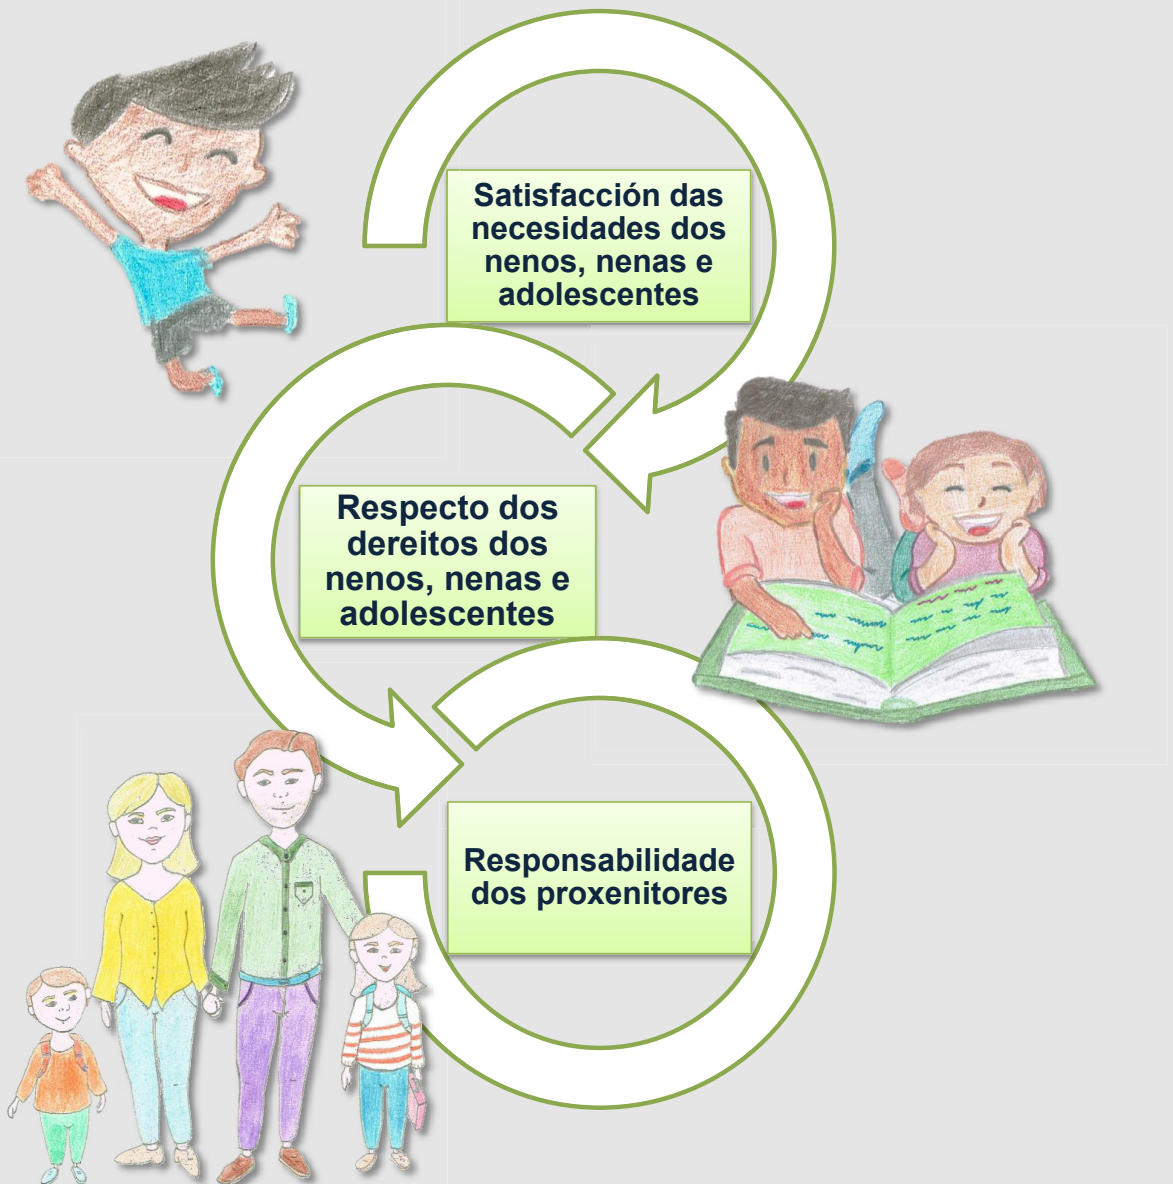 Satisfacción das
necesidades dos
nenos, nenas e
adolescentes
Respecto dos
dereitos dos
nenos, nenas e
adolescentes
Responsabilidade
dos proxenitores